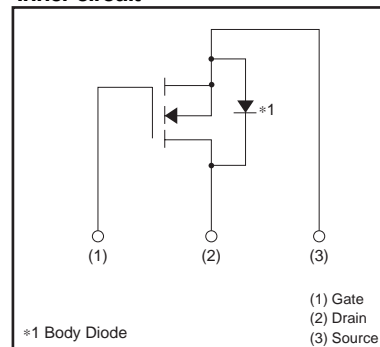 Inner circuit
*1
(1) (2) (3)
*1 Body Diode
(1) Gate
(2) Drain
(3) Source